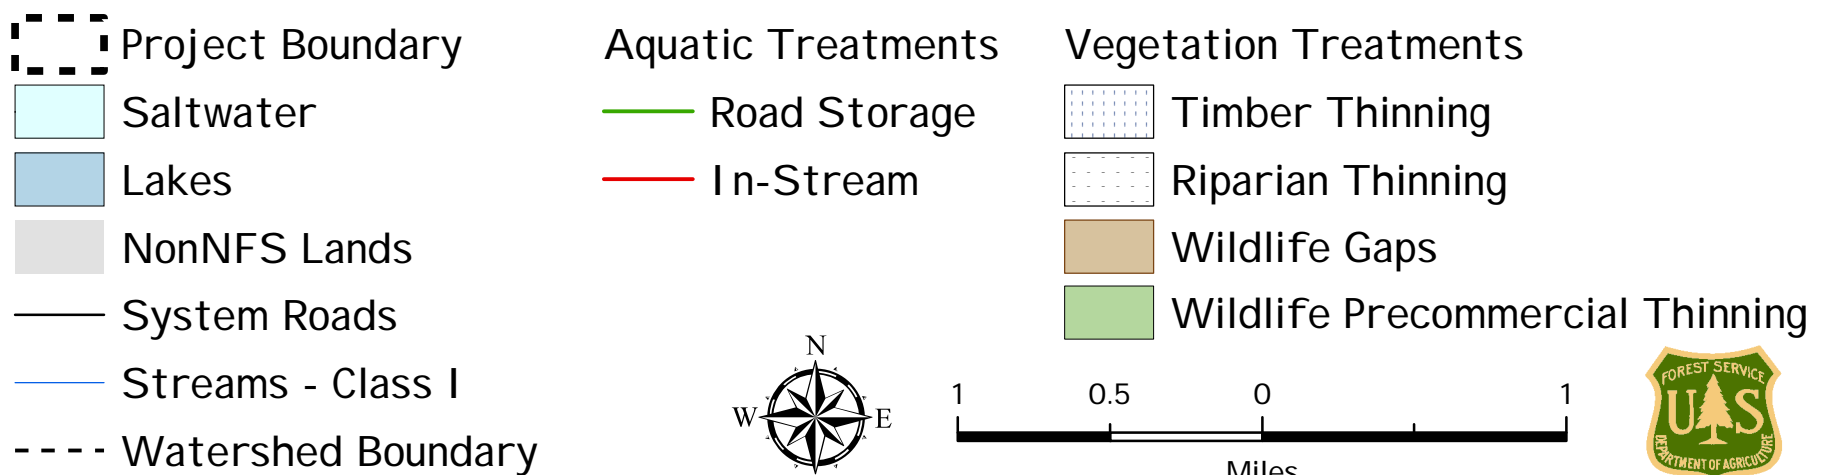 Project Boundary
Saltwater
Lakes
NonNFS Lands
System Roads
Streams - Class I
Watershed Boundary
Aquatic Treatments
Road Storage
In-Stream
Vegetation Treatments
Timber Thinning
Riparian Thinning
Wildlife Gaps
Wildlife Precommercial Thinning
N
W E
1 0.5 0 1
Miles
FOREST SERVICE
U S
DEPARTMENT OF AGRICULTURE